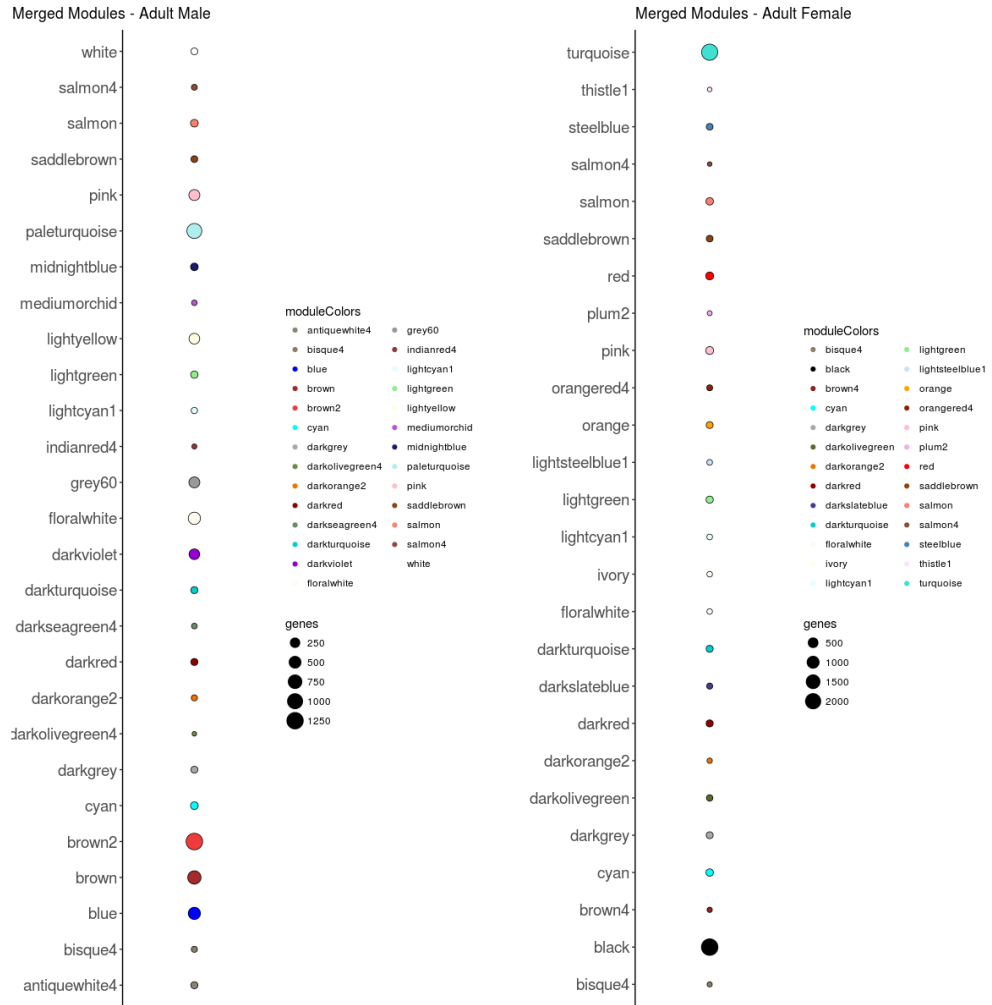 Merged Modules - Adult Male
white
salmon4
salmon
saddlebrown
pink
paleturquoise
midnightblue
mediumorchid
lightyellow
lightgreen
lightcyan1
indianred4
grey60
floralwhite
darkviolet
darkturquoise
darkseagreen4
darkred
darkorange2
darkolivegreen4
darkgrey
cyan
brown2
brown
blue
bisque4
antiquewhite4
moduleColors
antiquewhite4 grey60
bisque4 indianred4
blue lightcyan1
brown lightgreen
brown2 lightyellow
cyan mediumorchid
darkgrey midnightblue
darkolivegreen4 paleturquoise
darkorange2 pink
darkred saddlebrown
darkseagreen4 salmon
darkturquoise salmon4
darkviolet white
floralwhite
genes
250
500
750
1000
1250
Merged Modules - Adult Female
turquoise
thistle1
steelblue
salmon4
salmon
saddlebrown
red
plum2
pink
orangered4
orange
lightsteelblue1
lightgreen
lightcyan1
ivory
floralwhite
darkturquoise
darkslateblue
darkred
darkorange2
darkolivegreen
darkgrey
cyan
brown4
black
bisque4
moduleColors
bisque4 lightgreen
black lightsteelblue1
brown4 orange
cyan orangered4
darkgrey pink
darkolivegreen plum2
darkorange2 red
darkred saddlebrown
darkslateblue salmon
darkturquoise salmon4
floralwhite steelblue
ivory thistle1
lightcyan1 turquoise
genes
500
1000
1500
2000